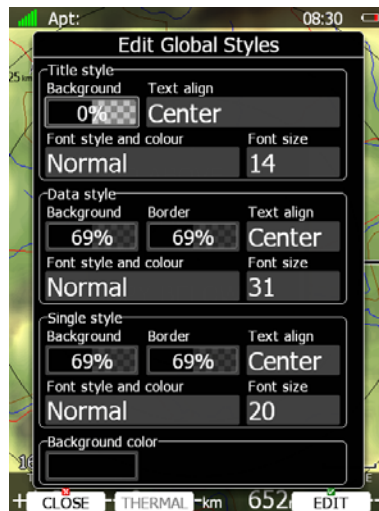 Apt: 08:30
Edit Global Styles
25 km
Title style
Background Text align
0% Center
Font style and colour Font size
Normal 14
Data style
Background Border Text align
69% 69% Center
Font style and colour Font size
Normal 31
Single style
Background Border Text align
69% 69% Center
Font style and colour Font size
Normal 20
Background color
CLOSE THERMAL km 652 EDIT